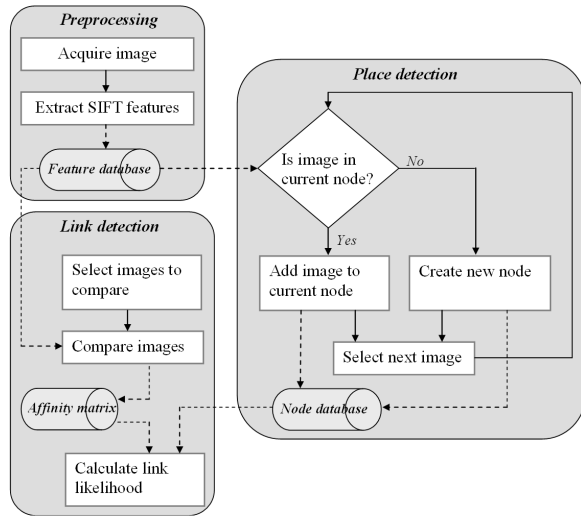 Preprocessing
Acquire image
Extract SIFT features
Feature database
Place detection
Is image in
current node?
No
Yes
Add image to
current node
Create new node
Select next image
Node database
Link detection
Select images to
compare
Compare images
Affinity matrix
Calculate link
likelihood